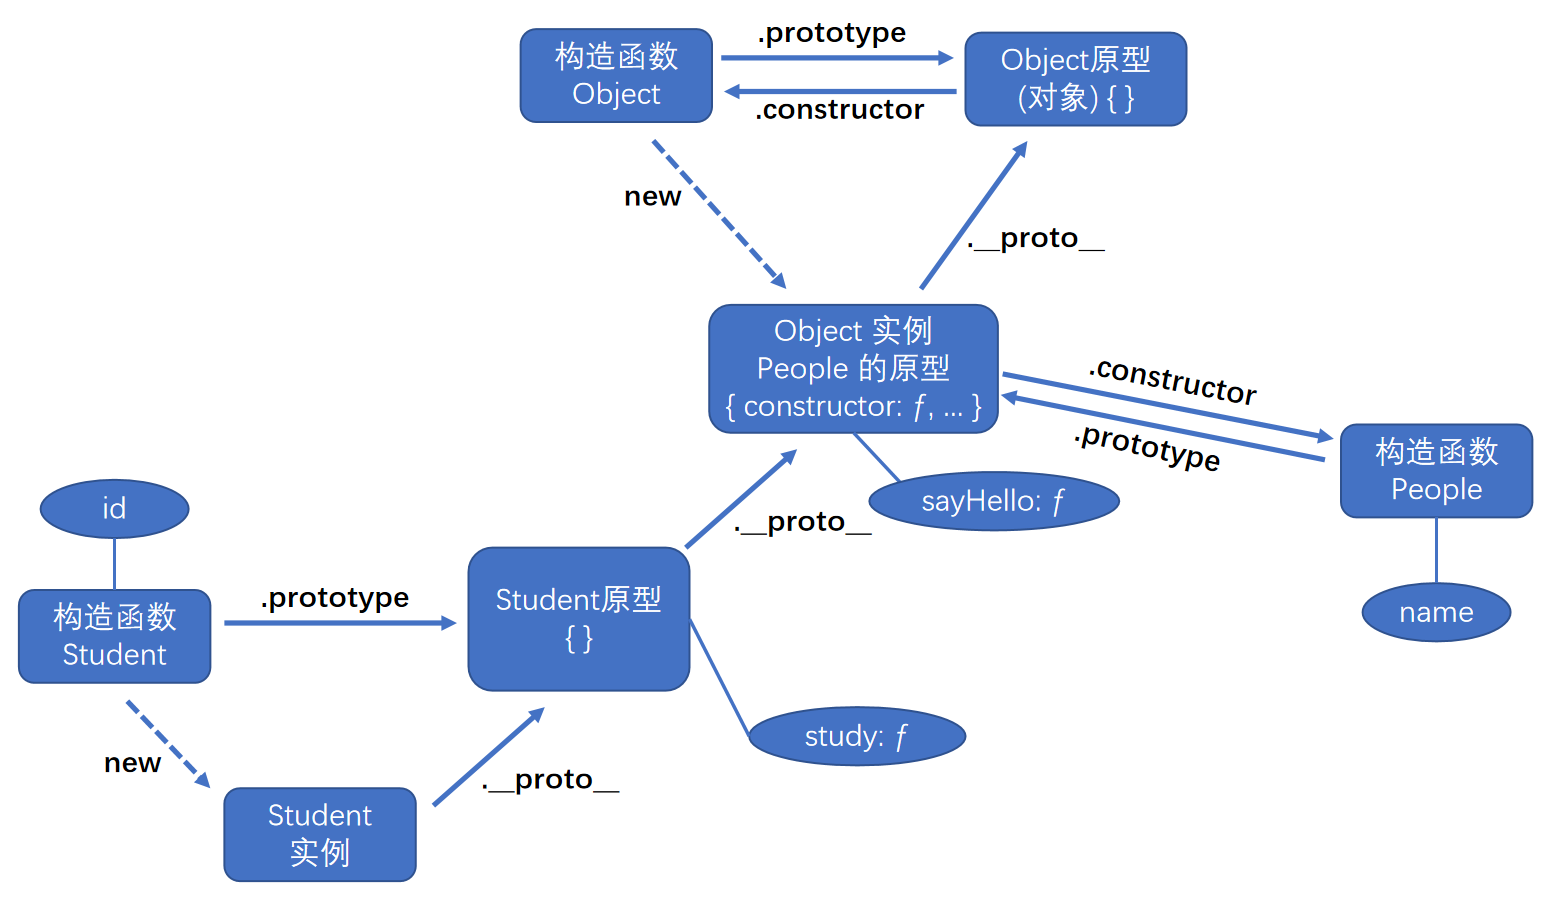 构造函数
Object
.prototype
.constructor
Object原型
(对象) { }
new
.__proto__
Object 实例
People 的原型
{ constructor: ƒ, ... }
.constructor
.prototype
构造函数
People
name
sayHello: ƒ
.__proto__
id
构造函数
Student
.prototype
Student原型
{ }
study: ƒ
new
.__proto__
Student
实例